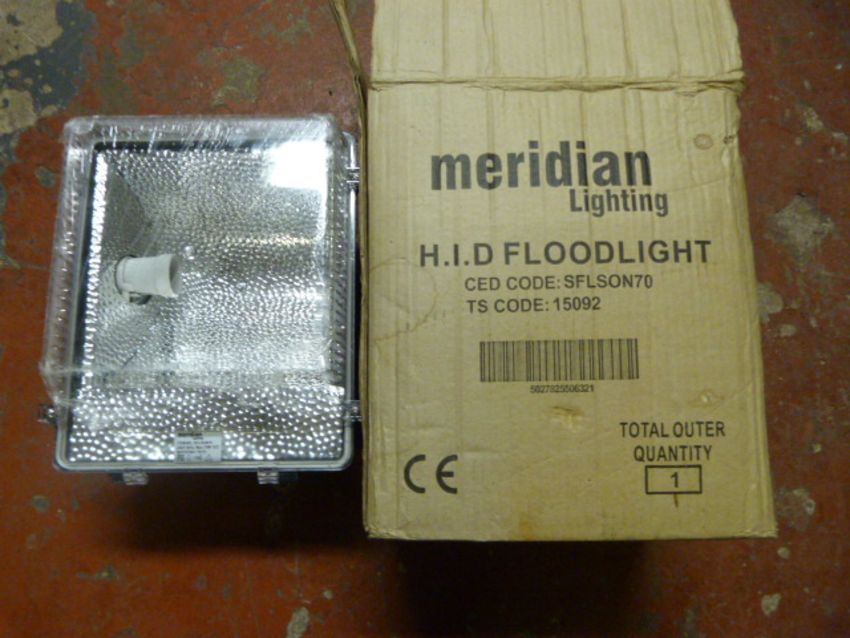 meridian
Lighting
H.I.D FLOODLIGHT
CED CODE: SFLSON70
TS CODE: 15092
5027825506321
TOTAL OUTER
QUANTITY
1
CE